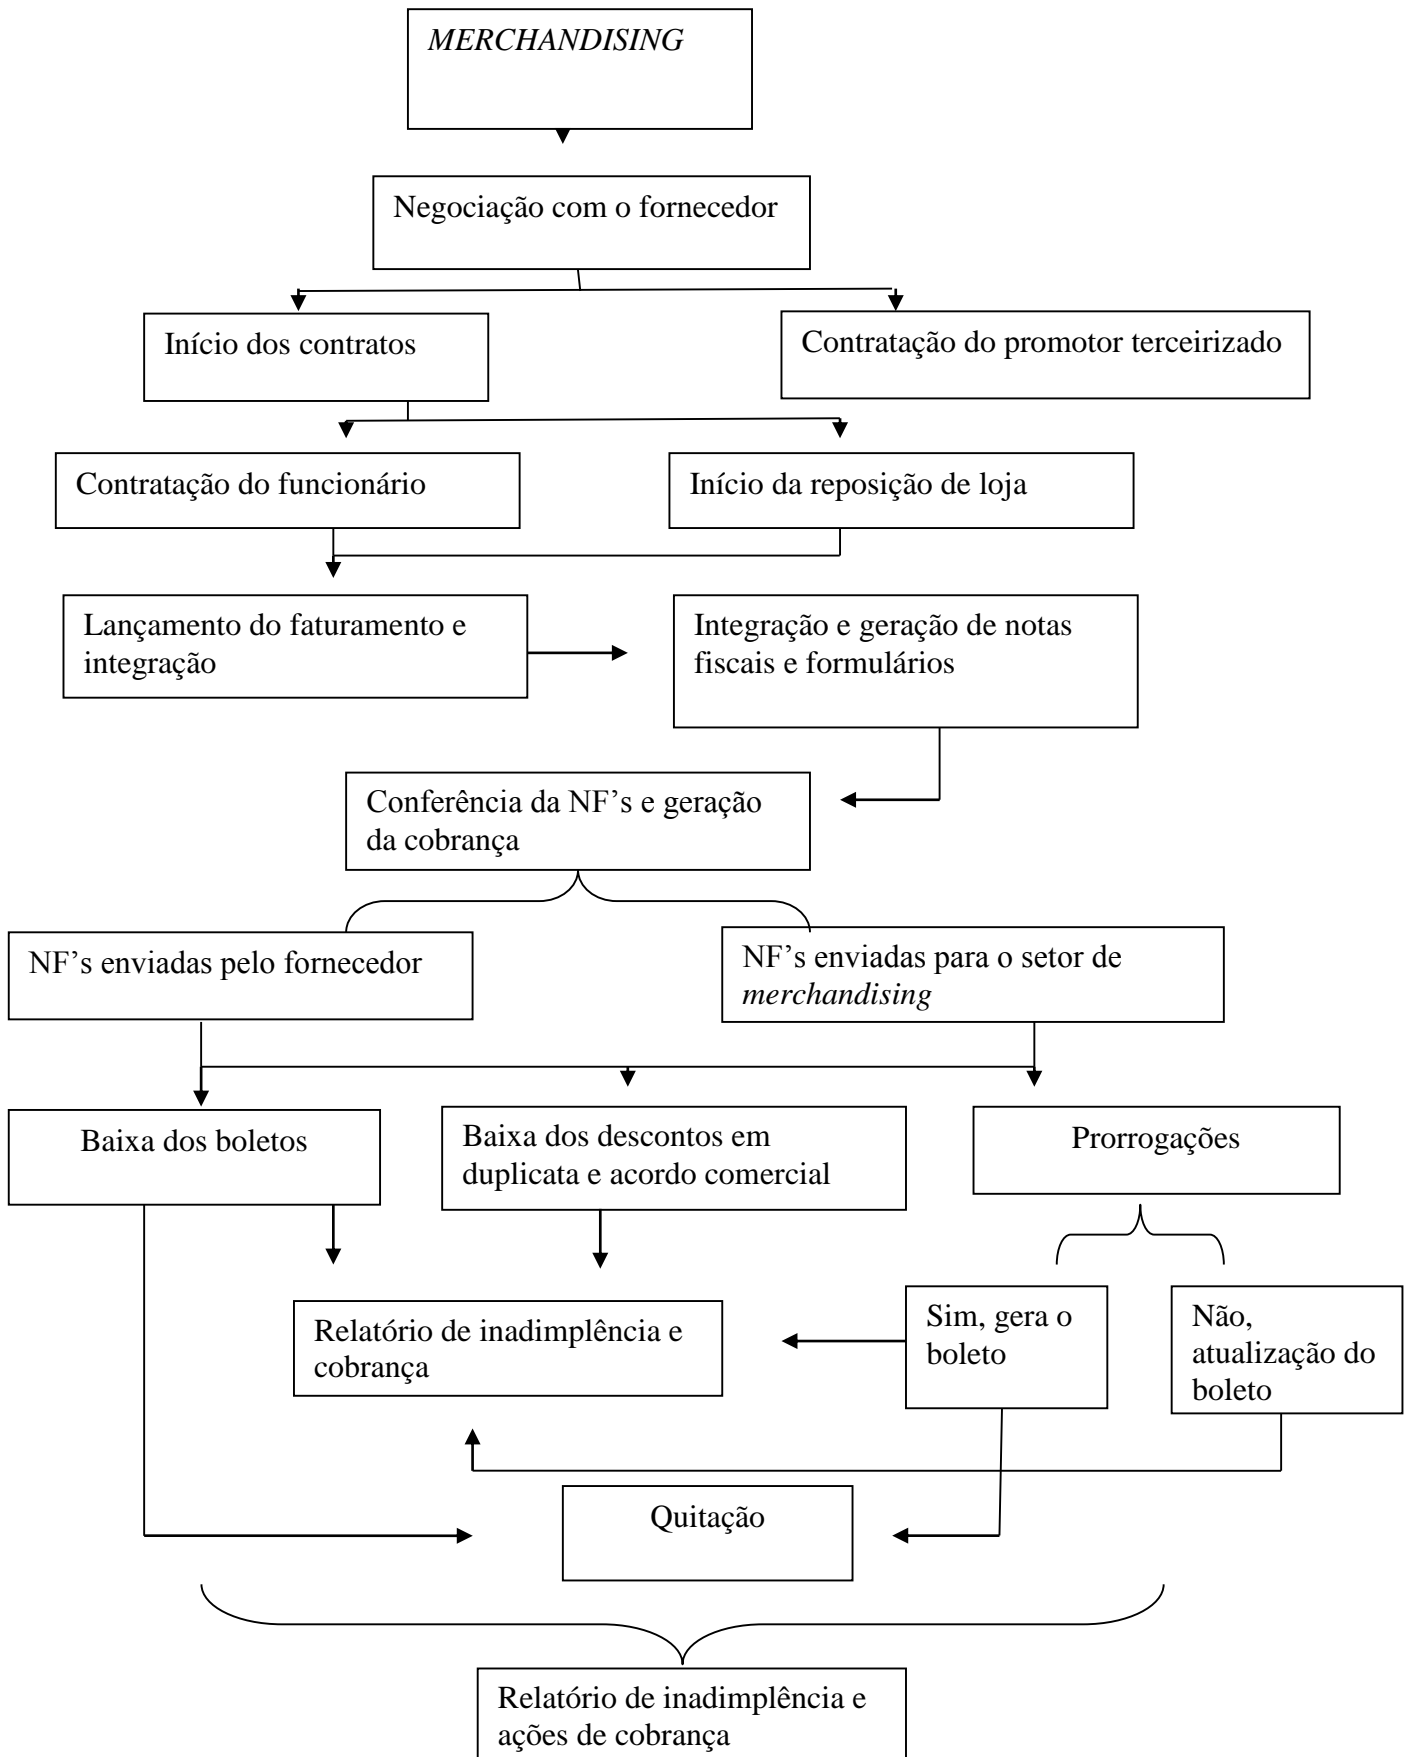 MERCHANDISING
Negociação com o fornecedor
Início dos contratos
Contratação do promotor terceirizado
Contratação do funcionário
Início da reposição de loja
Lançamento do faturamento e
integração
Integração e geração de notas
fiscais e formulários
Conferência da NF’s e geração
da cobrança
NF’s enviadas pelo fornecedor
NF’s enviadas para o setor de
merchandising
Baixa dos boletos
Baixa dos descontos em
duplicata e acordo comercial
Prorrogações
Relatório de inadimplência e
cobrança
Sim, gera o
boleto
Não,
atualização do
boleto
Quitação
Relatório de inadimplência e
ações de cobrança